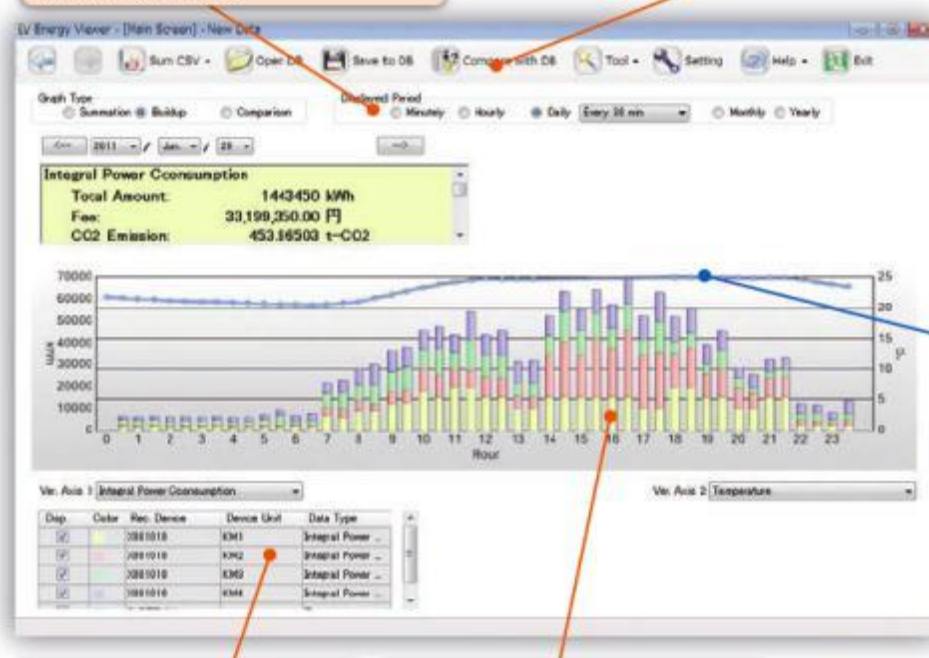 EV Energy Viewer - [Main Screen] - New Data
Sum CSV
Open DB
Save to DB
Compare with DB
Tool
Setting
Help
Exit
Graph Type
Summation
Buildup
Comparison
Displayed Period
Minutely
Hourly
Daily
Every 30 min
Monthly
Yearly
<--
2011 / Jan. / 28
-->
Integral Power Cconsumption
Total Amount: 1443450 kWh
Fee: 33,199,350.00 円
CO2 Emission: 453.56503 t-CO2
70000
60000
50000
40000
30000
20000
10000
0
25
20
15
10
5
0
0 1 2 3 4 5 6 7 8 9 10 11 12 13 14 15 16 17 18 19 20 21 22 23
Hour
Ver. Axis 1 Integral Power Cconsumption
Ver. Axis 2 Temperature
Disp. Color Rec. Device Device Unit Data Type
KM1 Integral Power ..
KM2 Integral Power ..
KM3 Integral Power ..
KM4 Integral Power ..